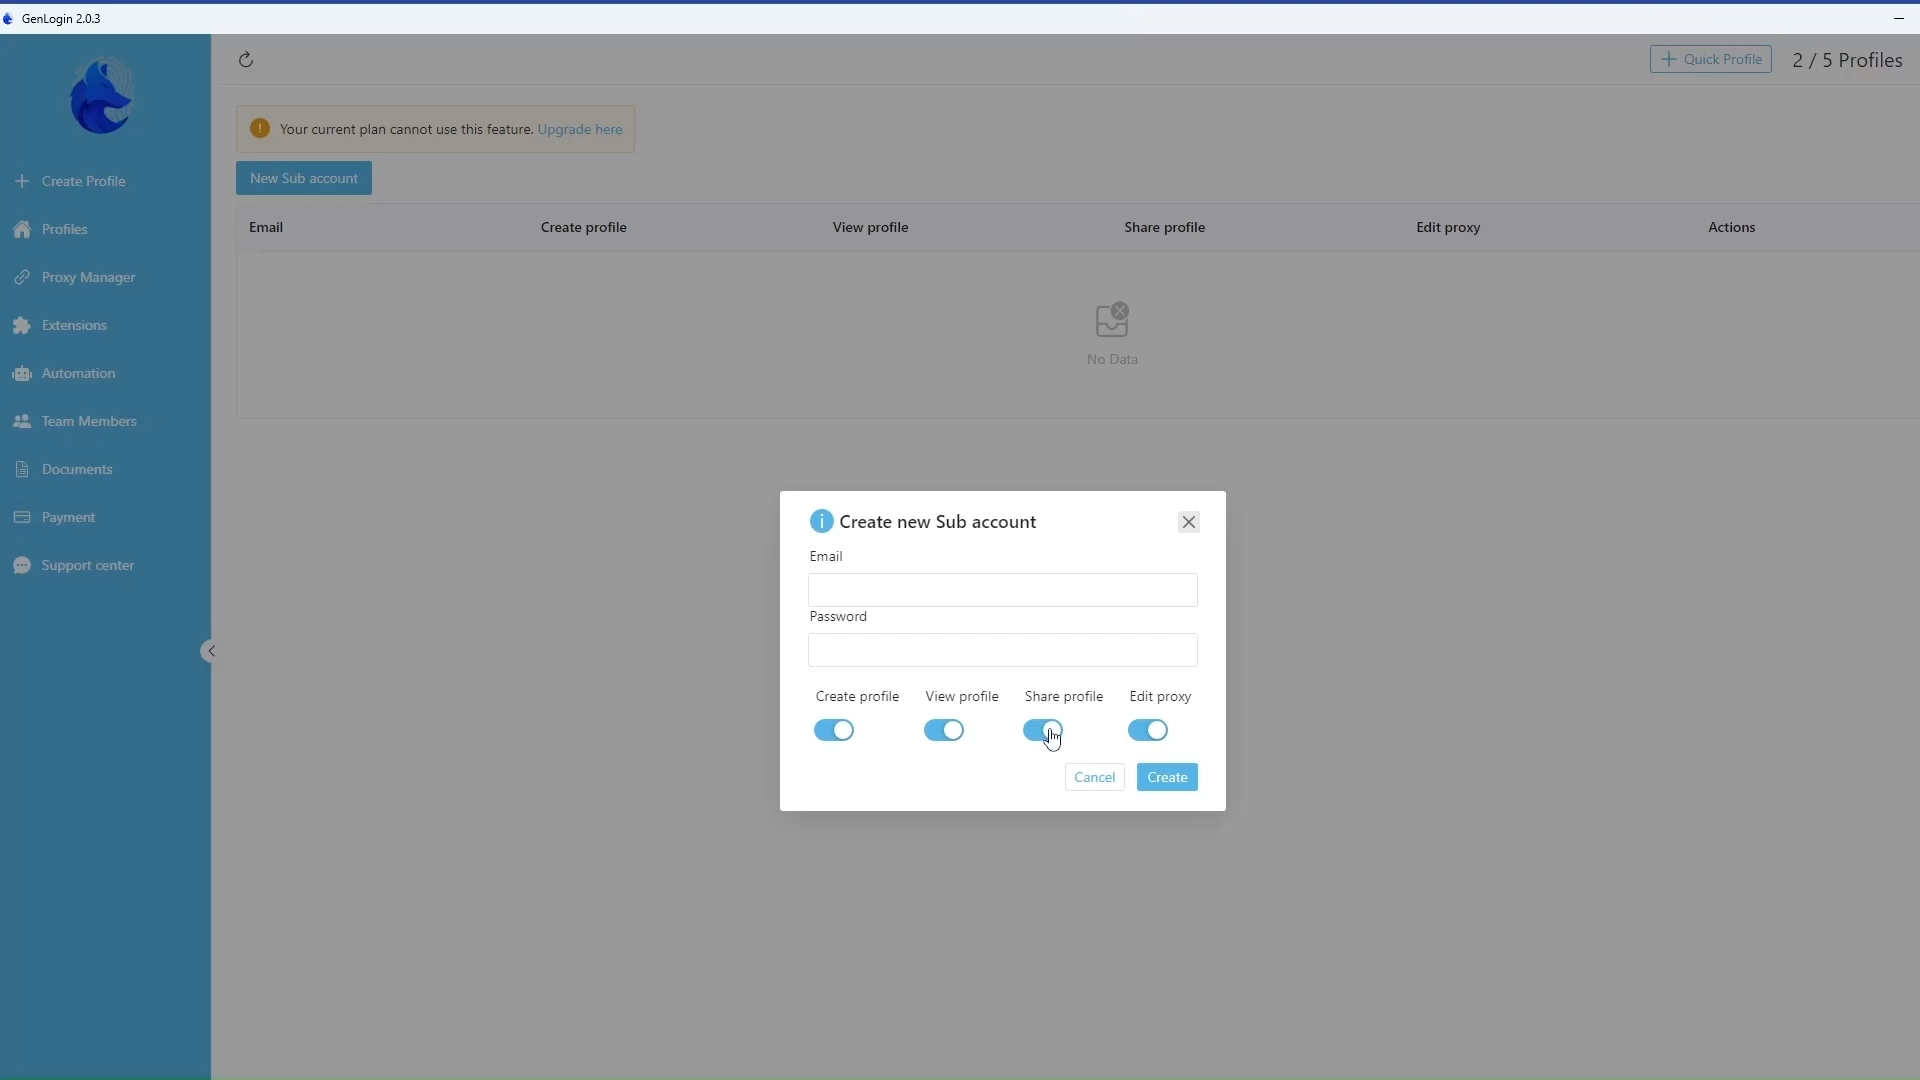 GenLogin 2.0.3
Quick Profile
2 / 5 Profiles
Your current plan cannot use this feature. Upgrade here
Create Profile
New Sub account
Profiles
Email Create profile View profile Share profile Edit proxy Actions
Proxy Manager
Extensions
No Data
Automation
Team Members
Documents
Payment
Support center
Create new Sub account
Email
Password
Create profile View profile Share profile Edit proxy
Cancel Create